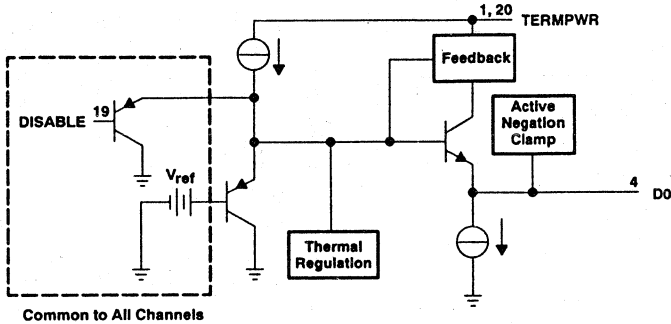 1, 20
TERMPWR
Feedback
DISABLE
19
Active
Negation
Clamp
Vref
4
D0
Thermal
Regulation
Common to All Channels